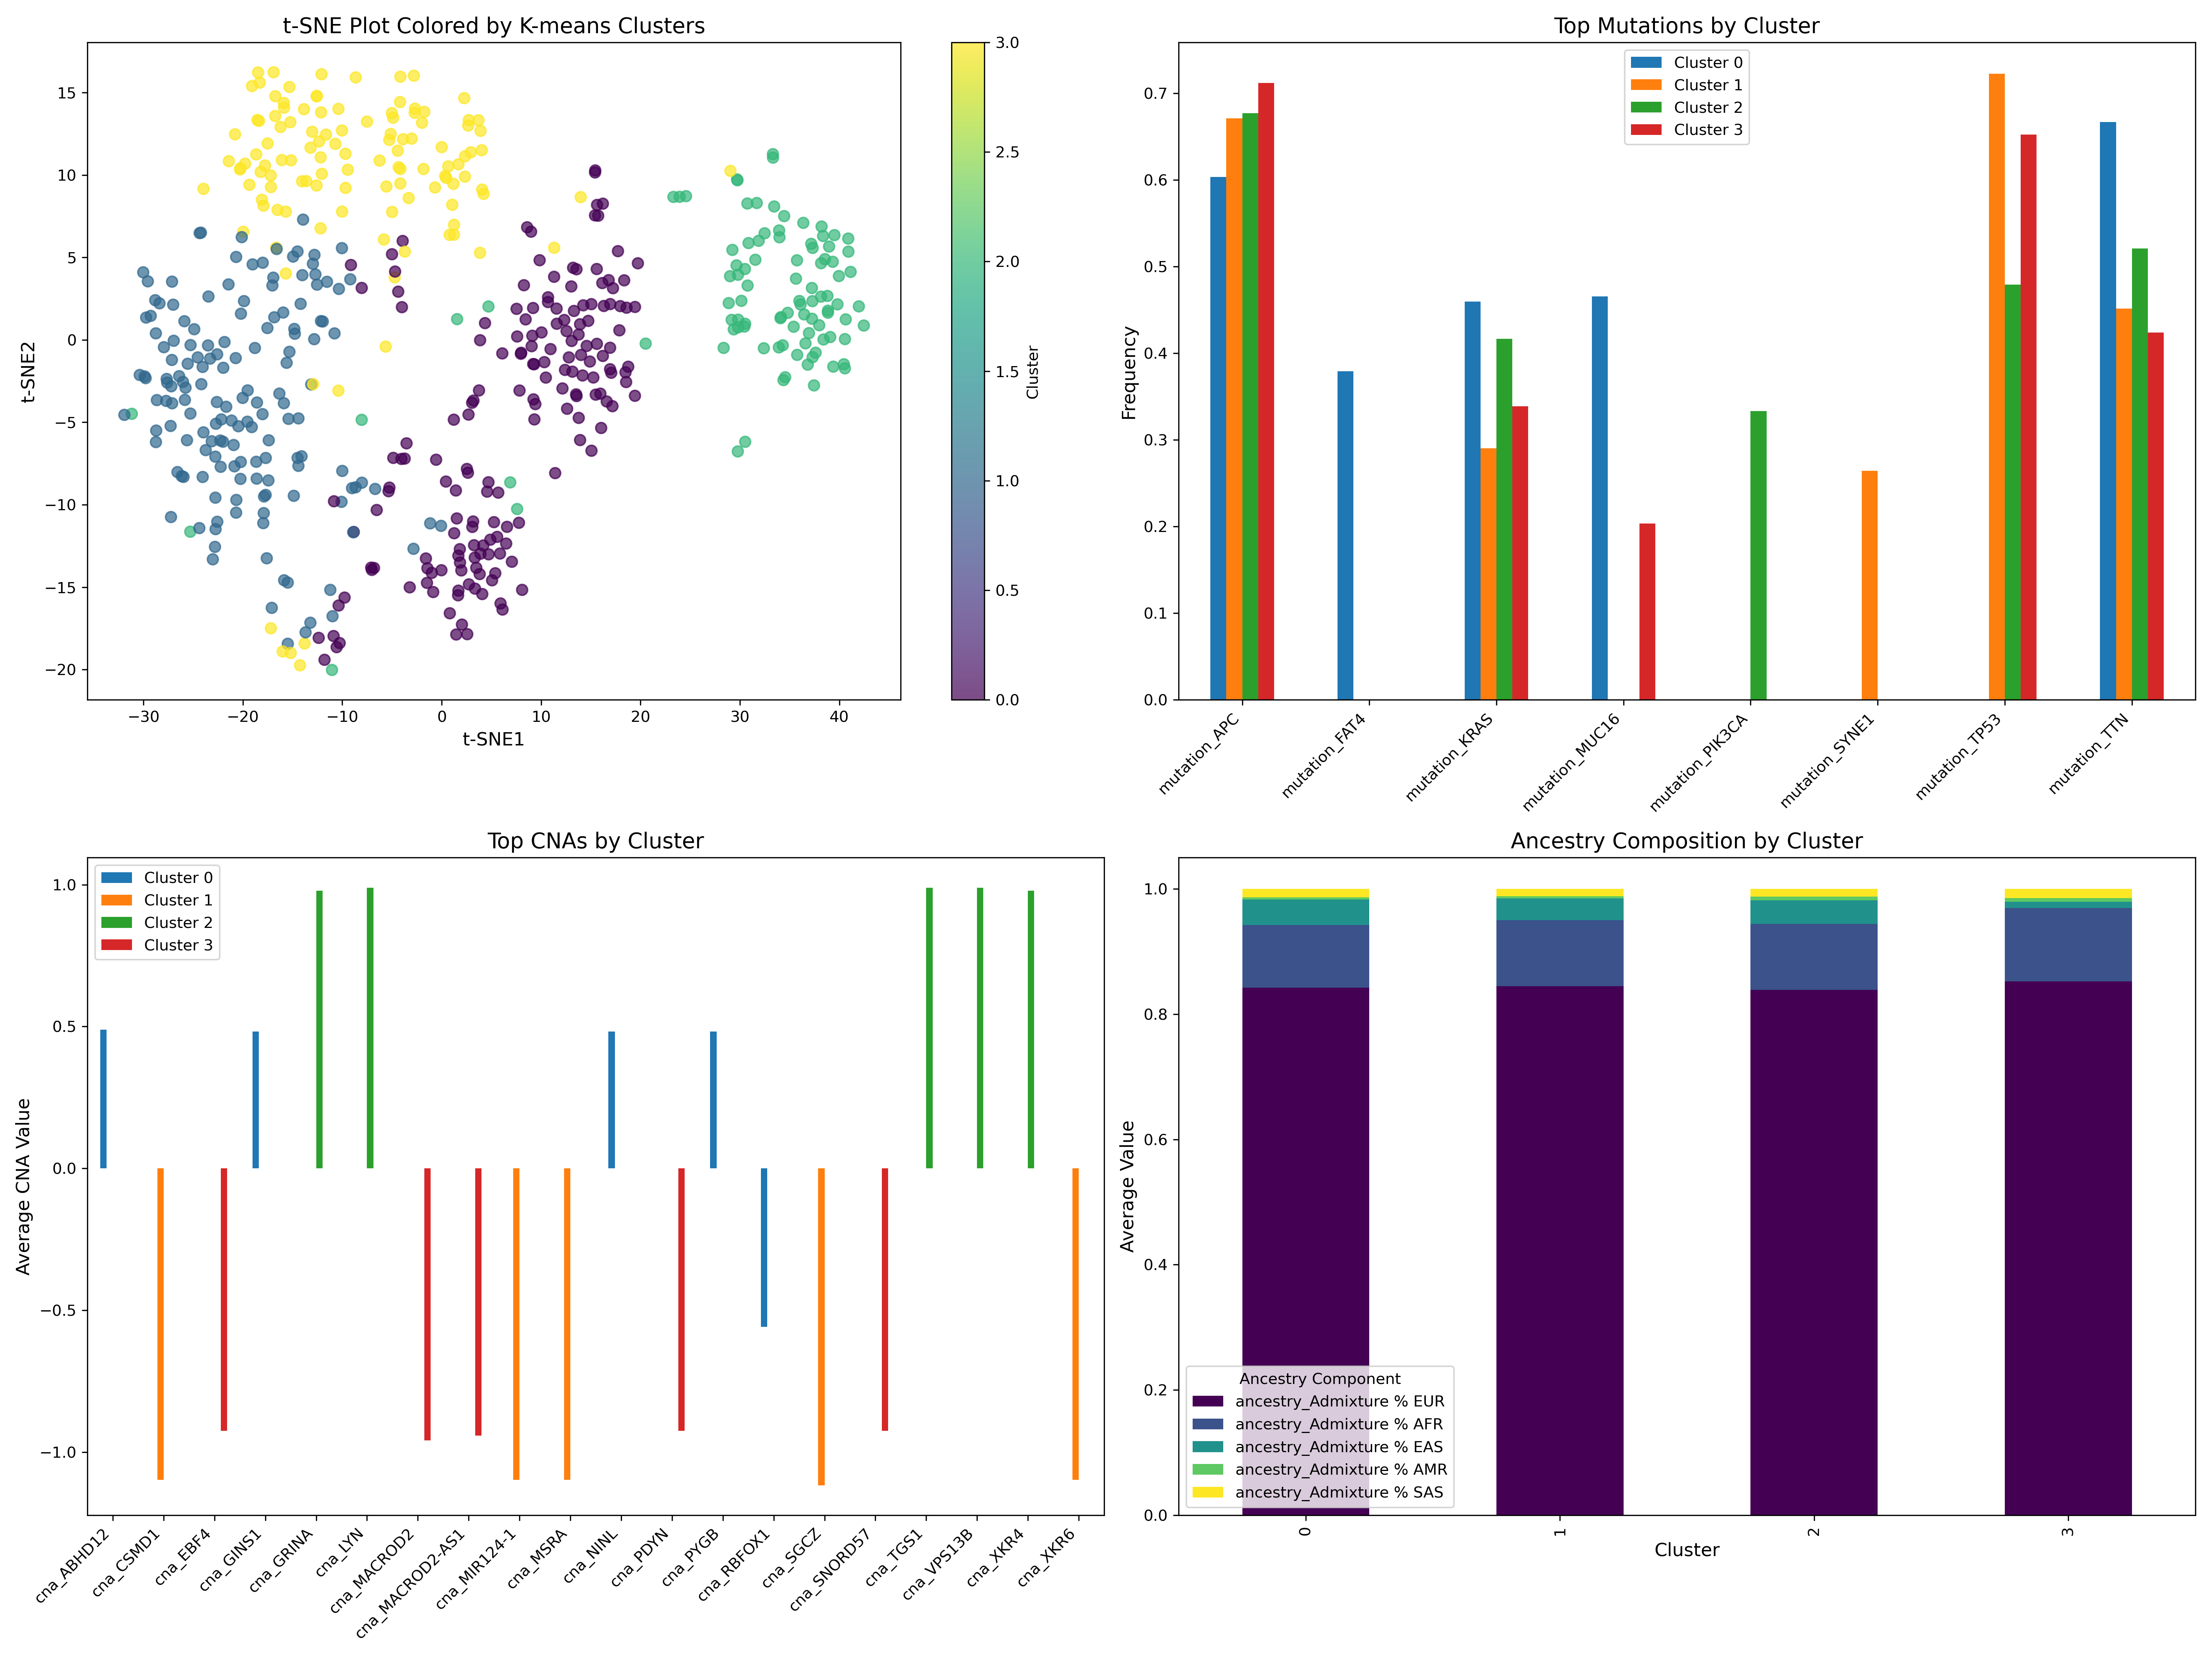 t-SNE Plot Colored by K-means Clusters
t-SNE2
15
10
5
0
−5
−10
−15
−20
−30
−20
−10
0
10
20
30
40
t-SNE1
3.0
2.5
2.0
1.5
1.0
0.5
0.0
Cluster
Top Mutations by Cluster
Cluster 0
Cluster 1
Cluster 2
Cluster 3
Frequency
0.7
0.6
0.5
0.4
0.3
0.2
0.1
0.0
mutation_APC
mutation_FAT4
mutation_KRAS
mutation_MUC16
mutation_PIK3CA
mutation_SYNE1
mutation_TP53
mutation_TTN
Top CNAs by Cluster
Cluster 0
Cluster 1
Cluster 2
Cluster 3
Average CNA Value
1.0
0.5
0.0
−0.5
−1.0
cna_ABHD12
cna_CSMD1
cna_EBF4
cna_GINS1
cna_GRINA
cna_LYN
cna_MACROD2
cna_MACROD2-AS1
cna_MIR124-1
cna_MSRA
cna_NINL
cna_PDYN
cna_PYGB
cna_RBFOX1
cna_SGCZ
cna_SNORD57
cna_TGS1
cna_VPS13B
cna_XKR4
cna_XKR6
Ancestry Composition by Cluster
Average Value
1.0
0.8
0.6
0.4
0.2
0.0
Ancestry Component
ancestry_Admixture % EUR
ancestry_Admixture % AFR
ancestry_Admixture % EAS
ancestry_Admixture % AMR
ancestry_Admixture % SAS
0
1
2
3
Cluster